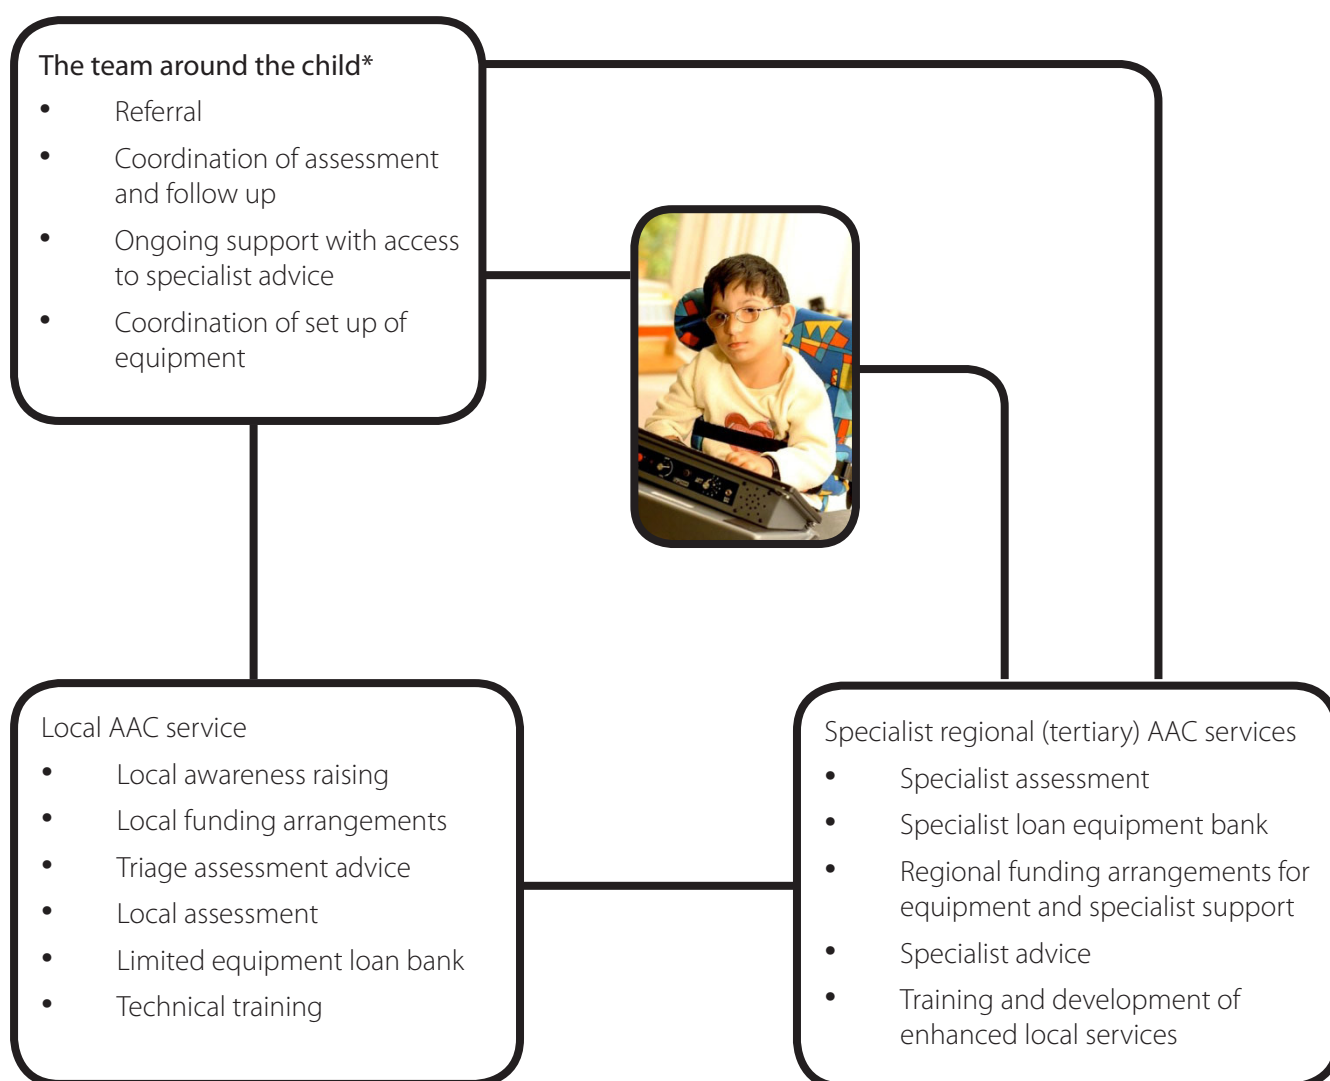 The team around the child*
• Referral
• Coordination of assessment
and follow up
• Ongoing support with access
to specialist advice
• Coordination of set up of
equipment
Local AAC service
• Local awareness raising
• Local funding arrangements
• Triage assessment advice
• Local assessment
• Limited equipment loan bank
• Technical training
Specialist regional (tertiary) AAC services
• Specialist assessment
• Specialist loan equipment bank
• Regional funding arrangements for
equipment and specialist support
• Specialist advice
• Training and development of
enhanced local services